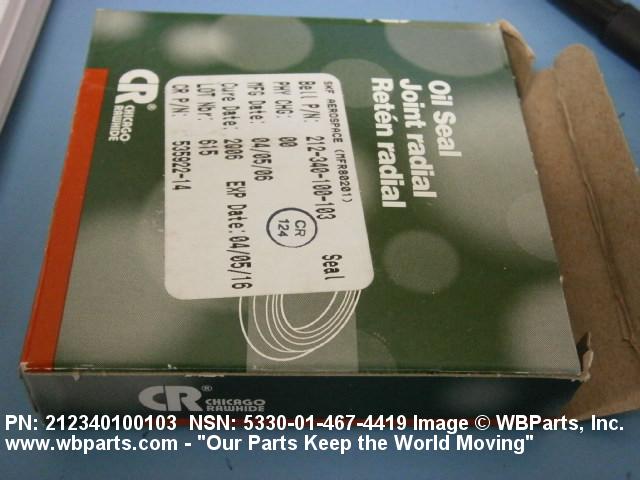 Oil Seal
Joint radial
Retén radial
CR®
CHICAGO
RAWHIDE
SKF AEROSPACE (MFR80201)
Bell P/N: 212-340-100-103 Seal
PHY CHG: 00
MFG Date: 04/05/06
Cure Date: 2006 EXP Date:04/05/16
LOT Nbr: 615
CR P/N: 535922-14
CR
124
CR®
CHICAGO
RAWHIDE
PN: 212340100103 NSN: 5330-01-467-4419 Image © WBParts, Inc.
www.wbparts.com - "Our Parts Keep the World Moving"